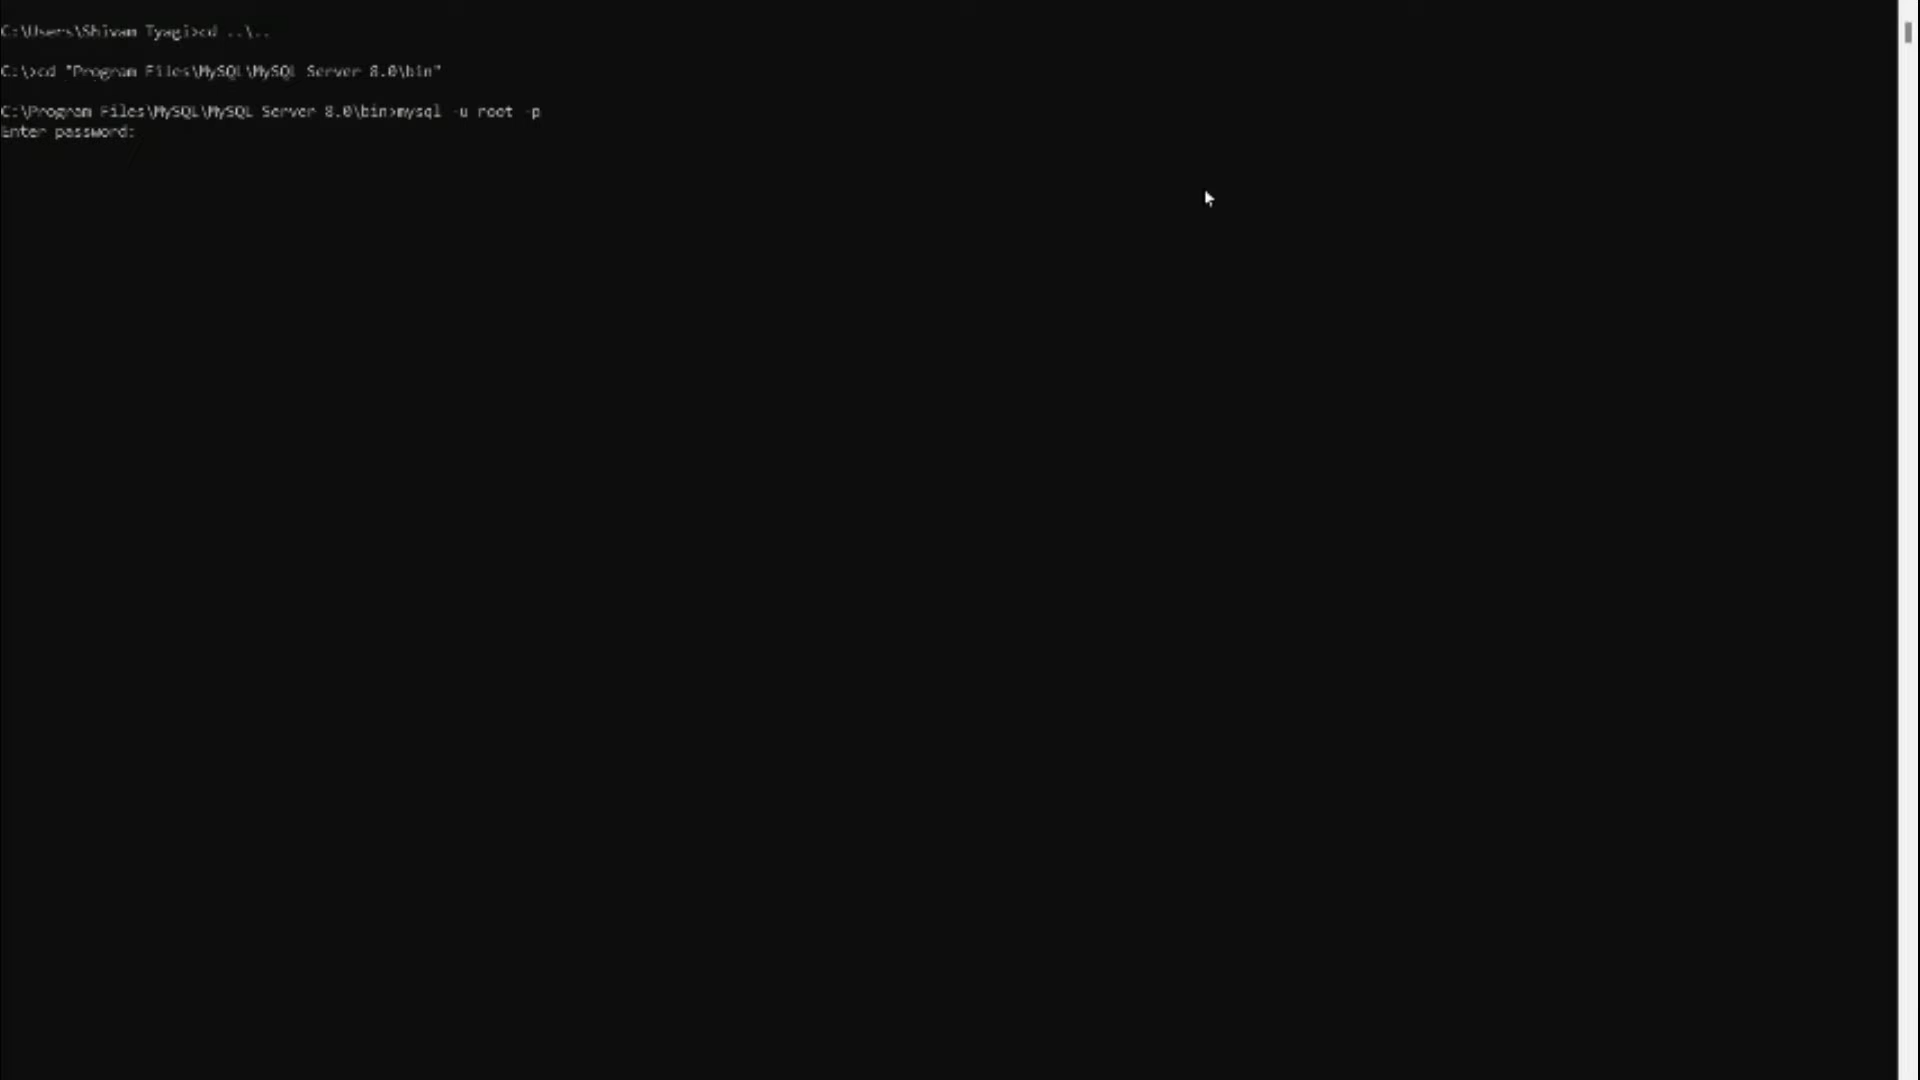 C:\Users\Shivam Tyagi>cd ..\..
C:\>cd "Program Files\MySQL\MySQL Server 8.0\bin"
C:\Program Files\MySQL\MySQL Server 8.0\bin>mysql -u root -p
Enter password: